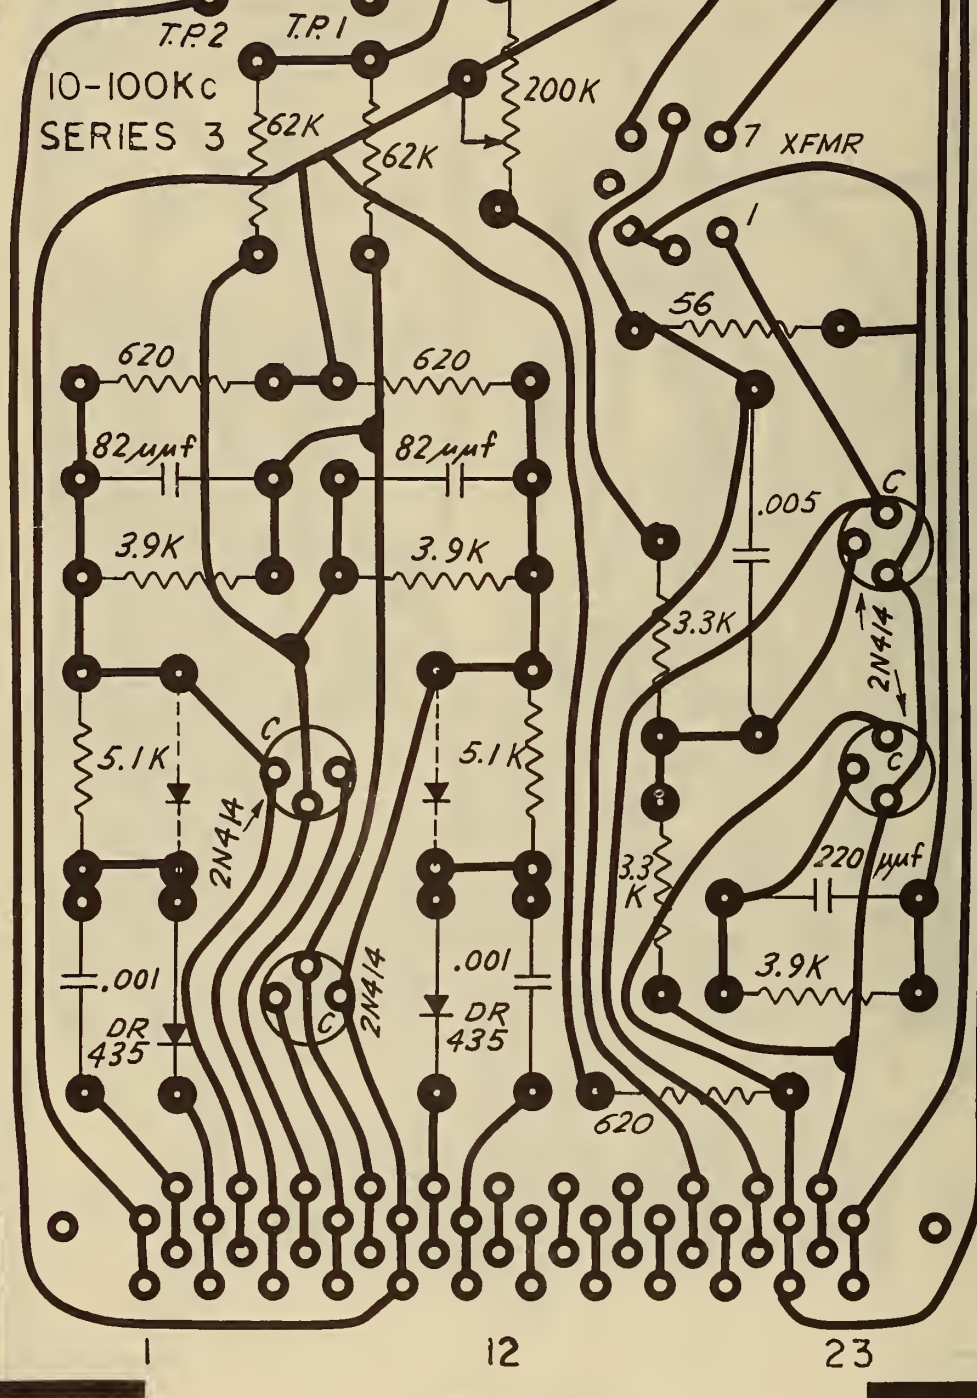 T.P.2 T.P.1
10-100Kc
SERIES 3
62K
62K
200K
7 XFMR
1
56
620
620
82μμf
82μμf
.005
C
3.9K
3.9K
3.3K
2N414
5.1K
C
5.1K
C
2N414
3.3
K
220 μμf
.001
2N414
C
.001
3.9K
DR
435
DR
435
620
1
12
23